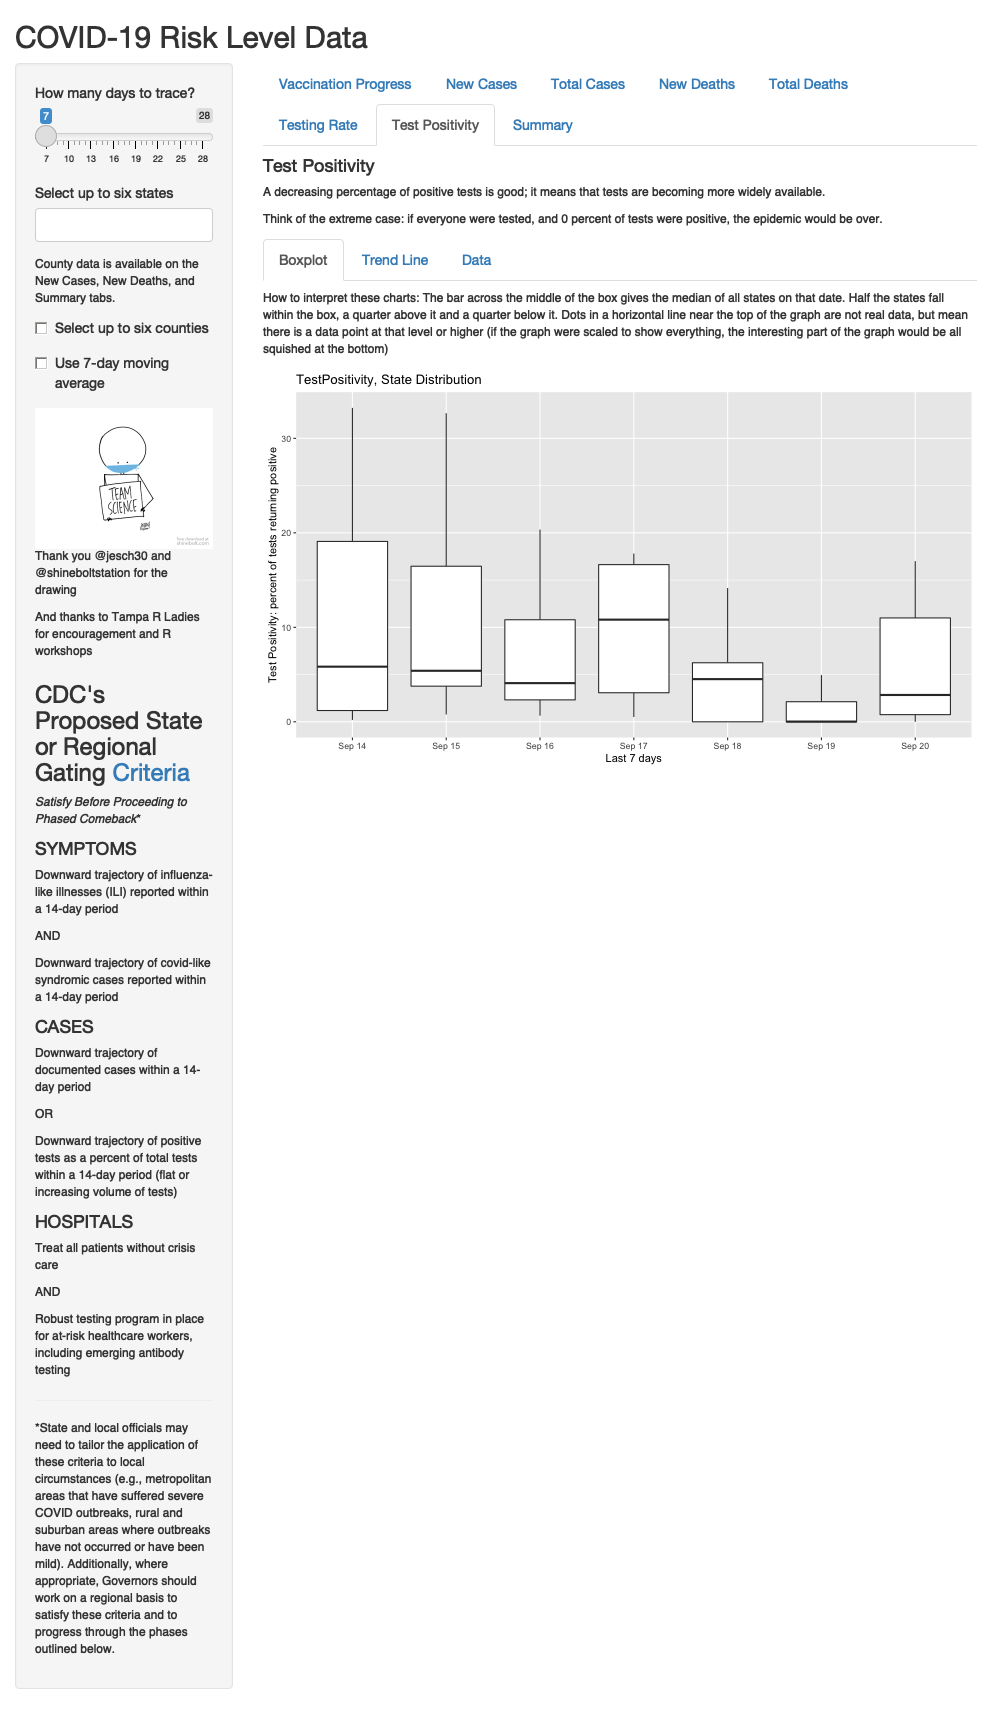 COVID-19 Risk Level Data
How many days to trace?
7
28
7 10 13 16 19 22 25 28
Select up to six states
County data is available on the
New Cases, New Deaths, and
Summary tabs.
Select up to six counties
Use 7-day moving
average
TEAM
SCIENCE
free download at
shinebolt.com
Thank you @jesch30 and
@shineboltstation for the
drawing
And thanks to Tampa R Ladies
for encouragement and R
workshops
CDC's
Proposed State
or Regional
Gating Criteria
Satisfy Before Proceeding to
Phased Comeback*
SYMPTOMS
Downward trajectory of influenza-
like illnesses (ILI) reported within
a 14-day period
AND
Downward trajectory of covid-like
syndromic cases reported within
a 14-day period
CASES
Downward trajectory of
documented cases within a 14-
day period
OR
Downward trajectory of positive
tests as a percent of total tests
within a 14-day period (flat or
increasing volume of tests)
HOSPITALS
Treat all patients without crisis
care
AND
Robust testing program in place
for at-risk healthcare workers,
including emerging antibody
testing
*State and local officials may
need to tailor the application of
these criteria to local
circumstances (e.g., metropolitan
areas that have suffered severe
COVID outbreaks, rural and
suburban areas where outbreaks
have not occurred or have been
mild). Additionally, where
appropriate, Governors should
work on a regional basis to
satisfy these criteria and to
progress through the phases
outlined below.
Vaccination Progress New Cases Total Cases New Deaths Total Deaths
Testing Rate Test Positivity Summary
Test Positivity
A decreasing percentage of positive tests is good; it means that tests are becoming more widely available.
Think of the extreme case: if everyone were tested, and 0 percent of tests were positive, the epidemic would be over.
Boxplot Trend Line Data
How to interpret these charts: The bar across the middle of the box gives the median of all states on that date. Half the states fall
within the box, a quarter above it and a quarter below it. Dots in a horizontal line near the top of the graph are not real data, but mean
there is a data point at that level or higher (if the graph were scaled to show everything, the interesting part of the graph would be all
squished at the bottom)
TestPositivity, State Distribution
Test Positivity: percent of tests returning positive
30
20
10
0
Sep 14 Sep 15 Sep 16 Sep 17 Sep 18 Sep 19 Sep 20
Last 7 days